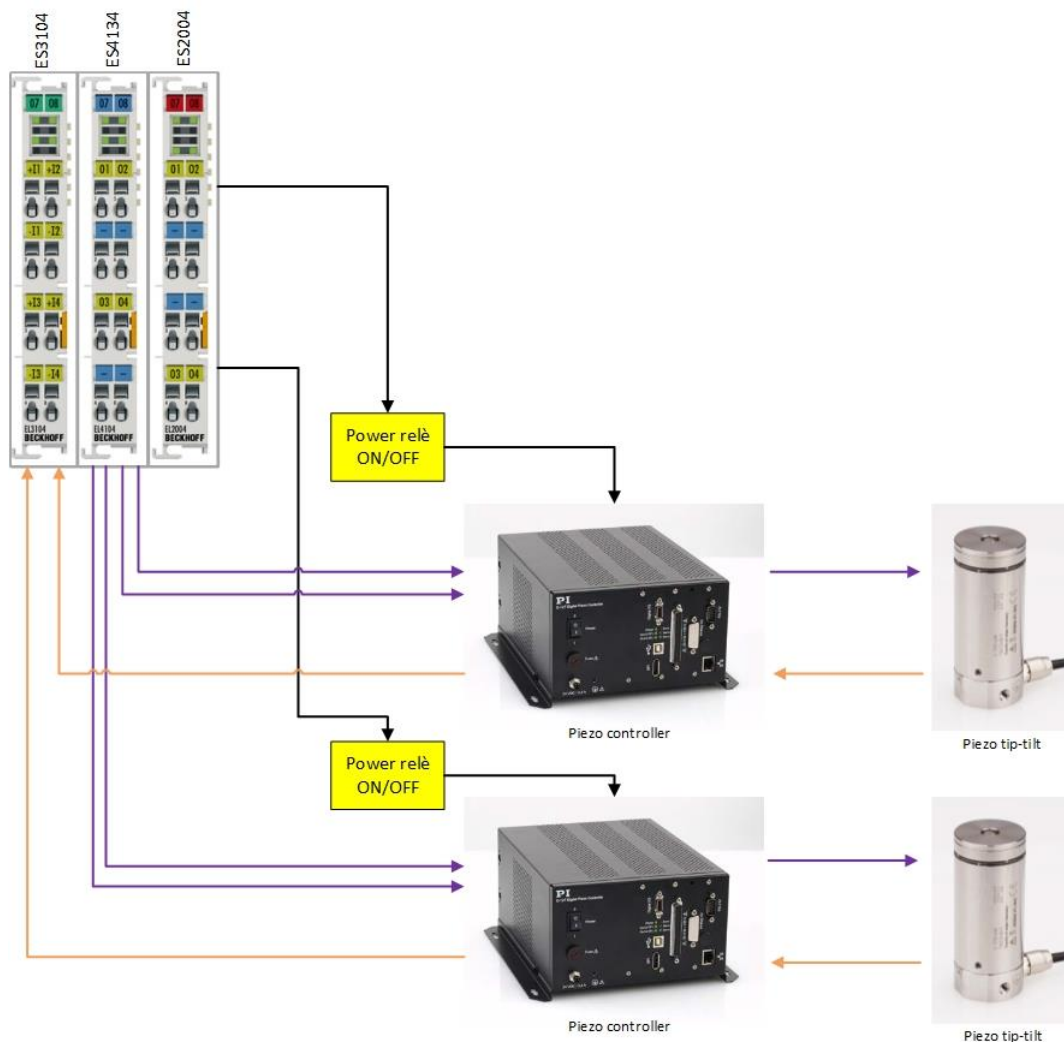 ES3104
ES4134
ES2004
07 08
07 08
07 08
+I1 +I2
01 02
01 02
-I1 -I2
+I3 +I4
03 04
-I3 -I4
03 04
EL3104
BECKHOFF
EL4104
BECKHOFF
EL2004
BECKHOFF
Power relè
ON/OFF
PI
Piezo controller
Piezo tip-tilt
Power relè
ON/OFF
PI
Piezo controller
Piezo tip-tilt